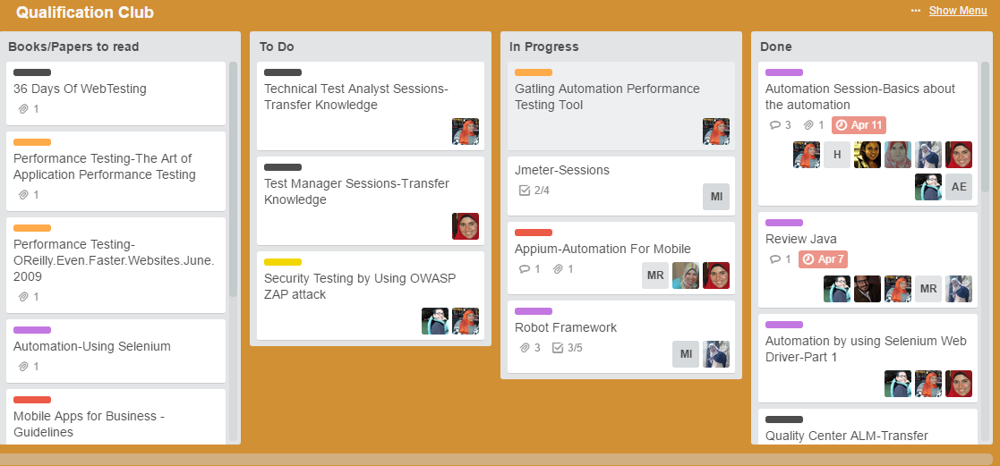 Qualification Club
··· Show Menu
Books/Papers to read
36 Days Of WebTesting
1
Performance Testing-The Art of
Application Performance Testing
1
Performance Testing-
OReilly.Even.Faster.Websites.June.
2009
1
Automation-Using Selenium
1
Mobile Apps for Business -
Guidelines
To Do
Technical Test Analyst Sessions-
Transfer Knowledge
Test Manager Sessions-Transfer
Knowledge
Security Testing by Using OWASP
ZAP attack
In Progress
Gatling Automation Performance
Testing Tool
Jmeter-Sessions
2/4
MI
Appium-Automation For Mobile
1 1 MR
Robot Framework
3 3/5
MI
Done
Automation Session-Basics about
the automation
3 1 Apr 11
H
AE
Review Java
1 Apr 7
MR
Automation by using Selenium Web
Driver-Part 1
Quality Center ALM-Transfer